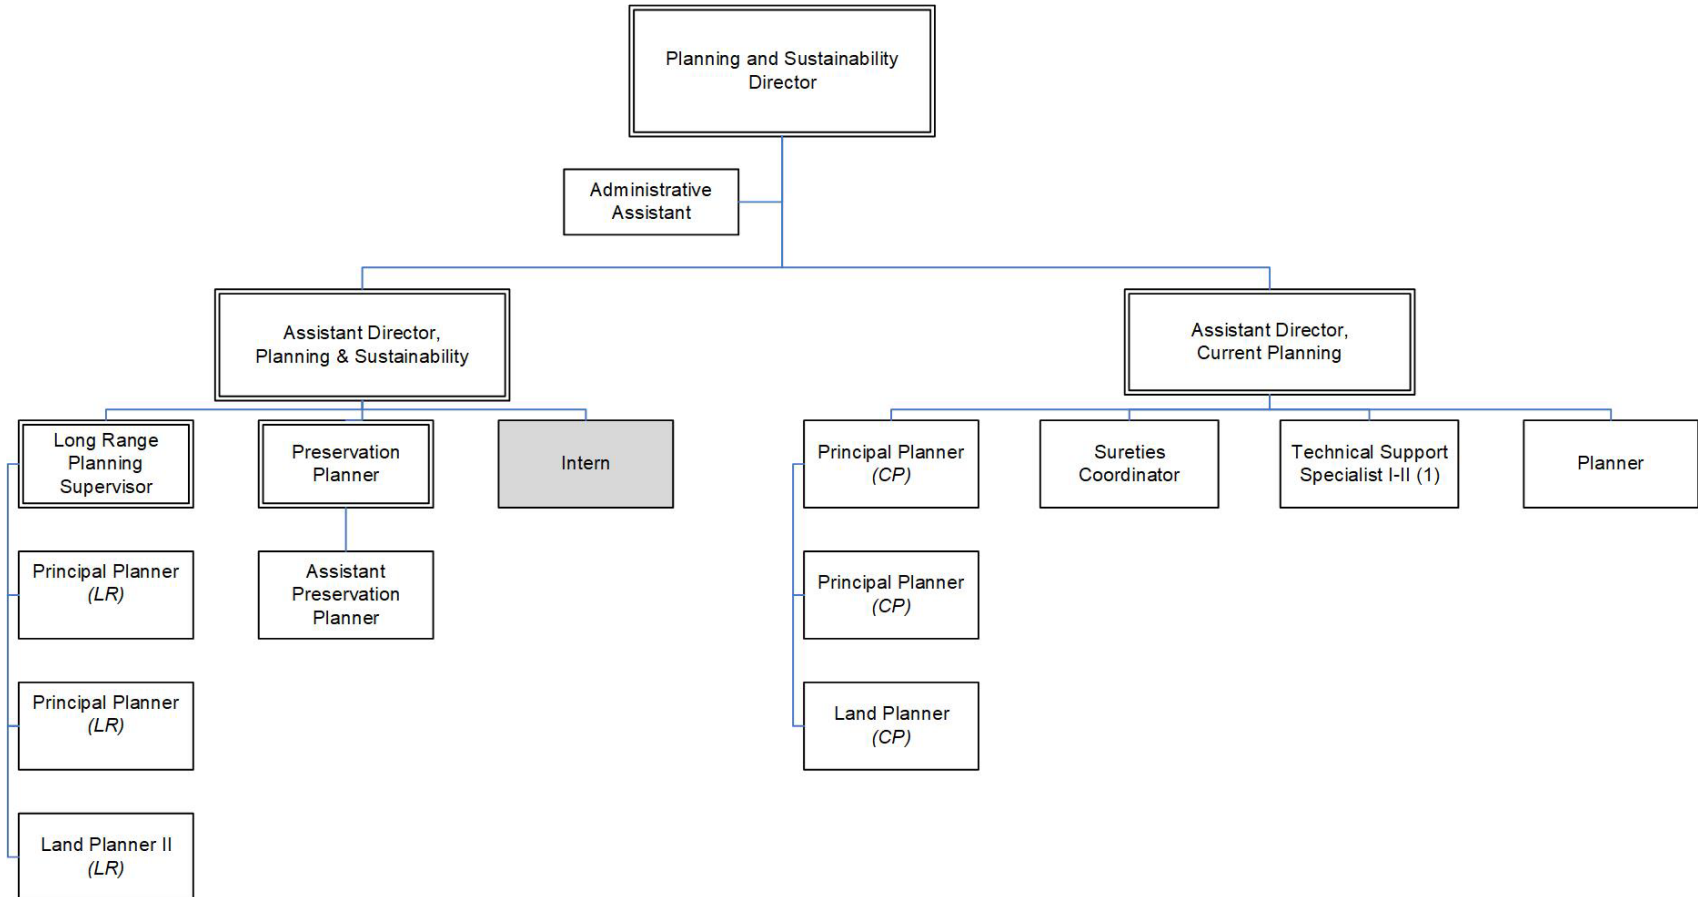 Planning and Sustainability
Director
Administrative
Assistant
Assistant Director,
Planning & Sustainability
Assistant Director,
Current Planning
Long Range
Planning
Supervisor
Preservation
Planner
Intern
Principal Planner
(CP)
Sureties
Coordinator
Technical Support
Specialist I-II (1)
Planner
Principal Planner
(LR)
Assistant
Preservation
Planner
Principal Planner
(CP)
Principal Planner
(LR)
Land Planner
(CP)
Land Planner II
(LR)